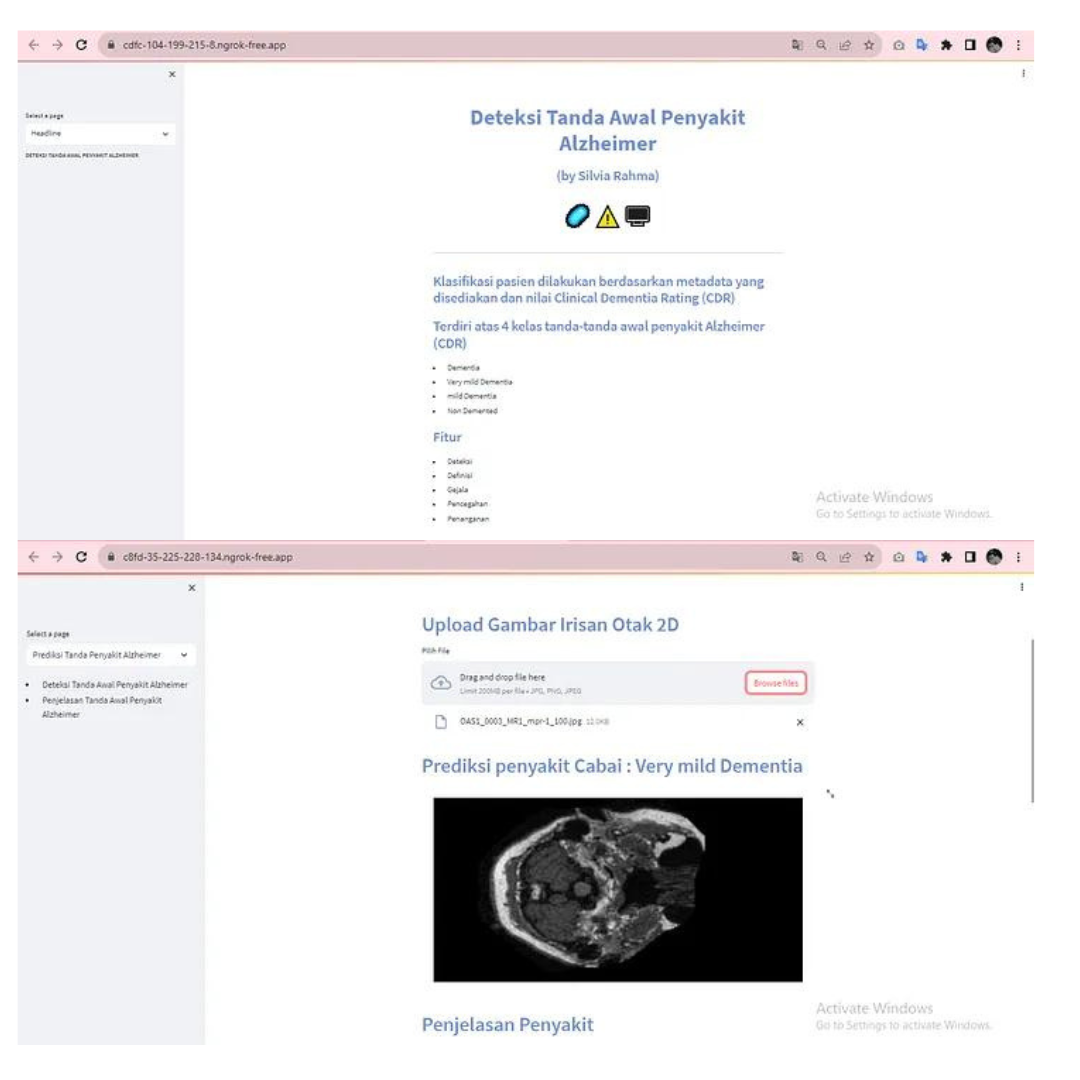 cdfc-104-199-215-8.ngrok-free.app
Select a page
Headline
DETEKSI TANDA AWAL PENYAKIT ALZHEIMER
Deteksi Tanda Awal Penyakit
Alzheimer
(by Silvia Rahma)
Klasifikasi pasien dilakukan berdasarkan metadata yang
disediakan dan nilai Clinical Dementia Rating (CDR)
Terdiri atas 4 kelas tanda-tanda awal penyakit Alzheimer
(CDR)
Dementia
Very mild Dementia
mild Dementia
Non Demented
Fitur
Deteksi
Definisi
Gejala
Pencegahan
Penanganan
Activate Windows
Go to Settings to activate Windows.
c8fd-35-225-228-134.ngrok-free.app
Select a page
Prediksi Tanda Penyakit Alzheimer
Deteksi Tanda Awal Penyakit Alzheimer
Penjelasan Tanda Awal Penyakit
Alzheimer
Upload Gambar Irisan Otak 2D
Pilih File
Drag and drop file here
Limit 200MB per file • JPG, PNG, JPEG
Browse files
OAS1_0003_MR1_mpr-1_100.jpg 12.0KB
Prediksi penyakit Cabai : Very mild Dementia
Penjelasan Penyakit
Activate Windows
Go to Settings to activate Windows.